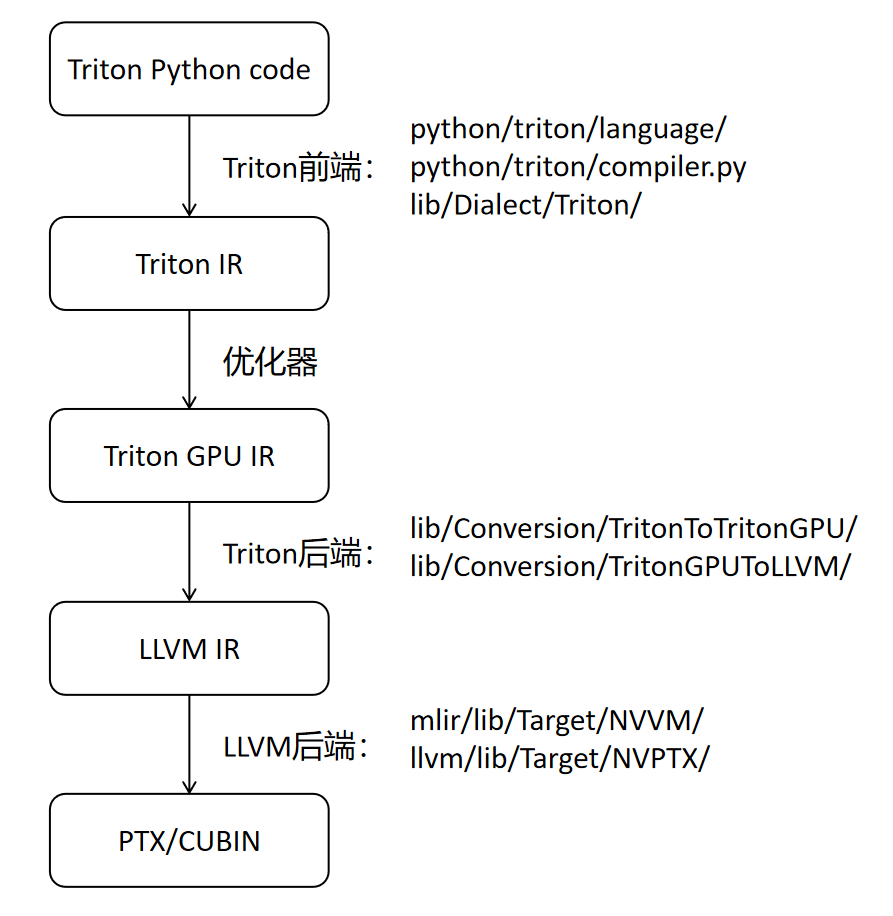 Triton Python code
Triton前端：
python/triton/language/
python/triton/compiler.py
lib/Dialect/Triton/
Triton IR
优化器
Triton GPU IR
Triton后端：
lib/Conversion/TritonToTritonGPU/
lib/Conversion/TritonGPUToLLVM/
LLVM IR
LLVM后端：
mlir/lib/Target/NVVM/
llvm/lib/Target/NVPTX/
PTX/CUBIN